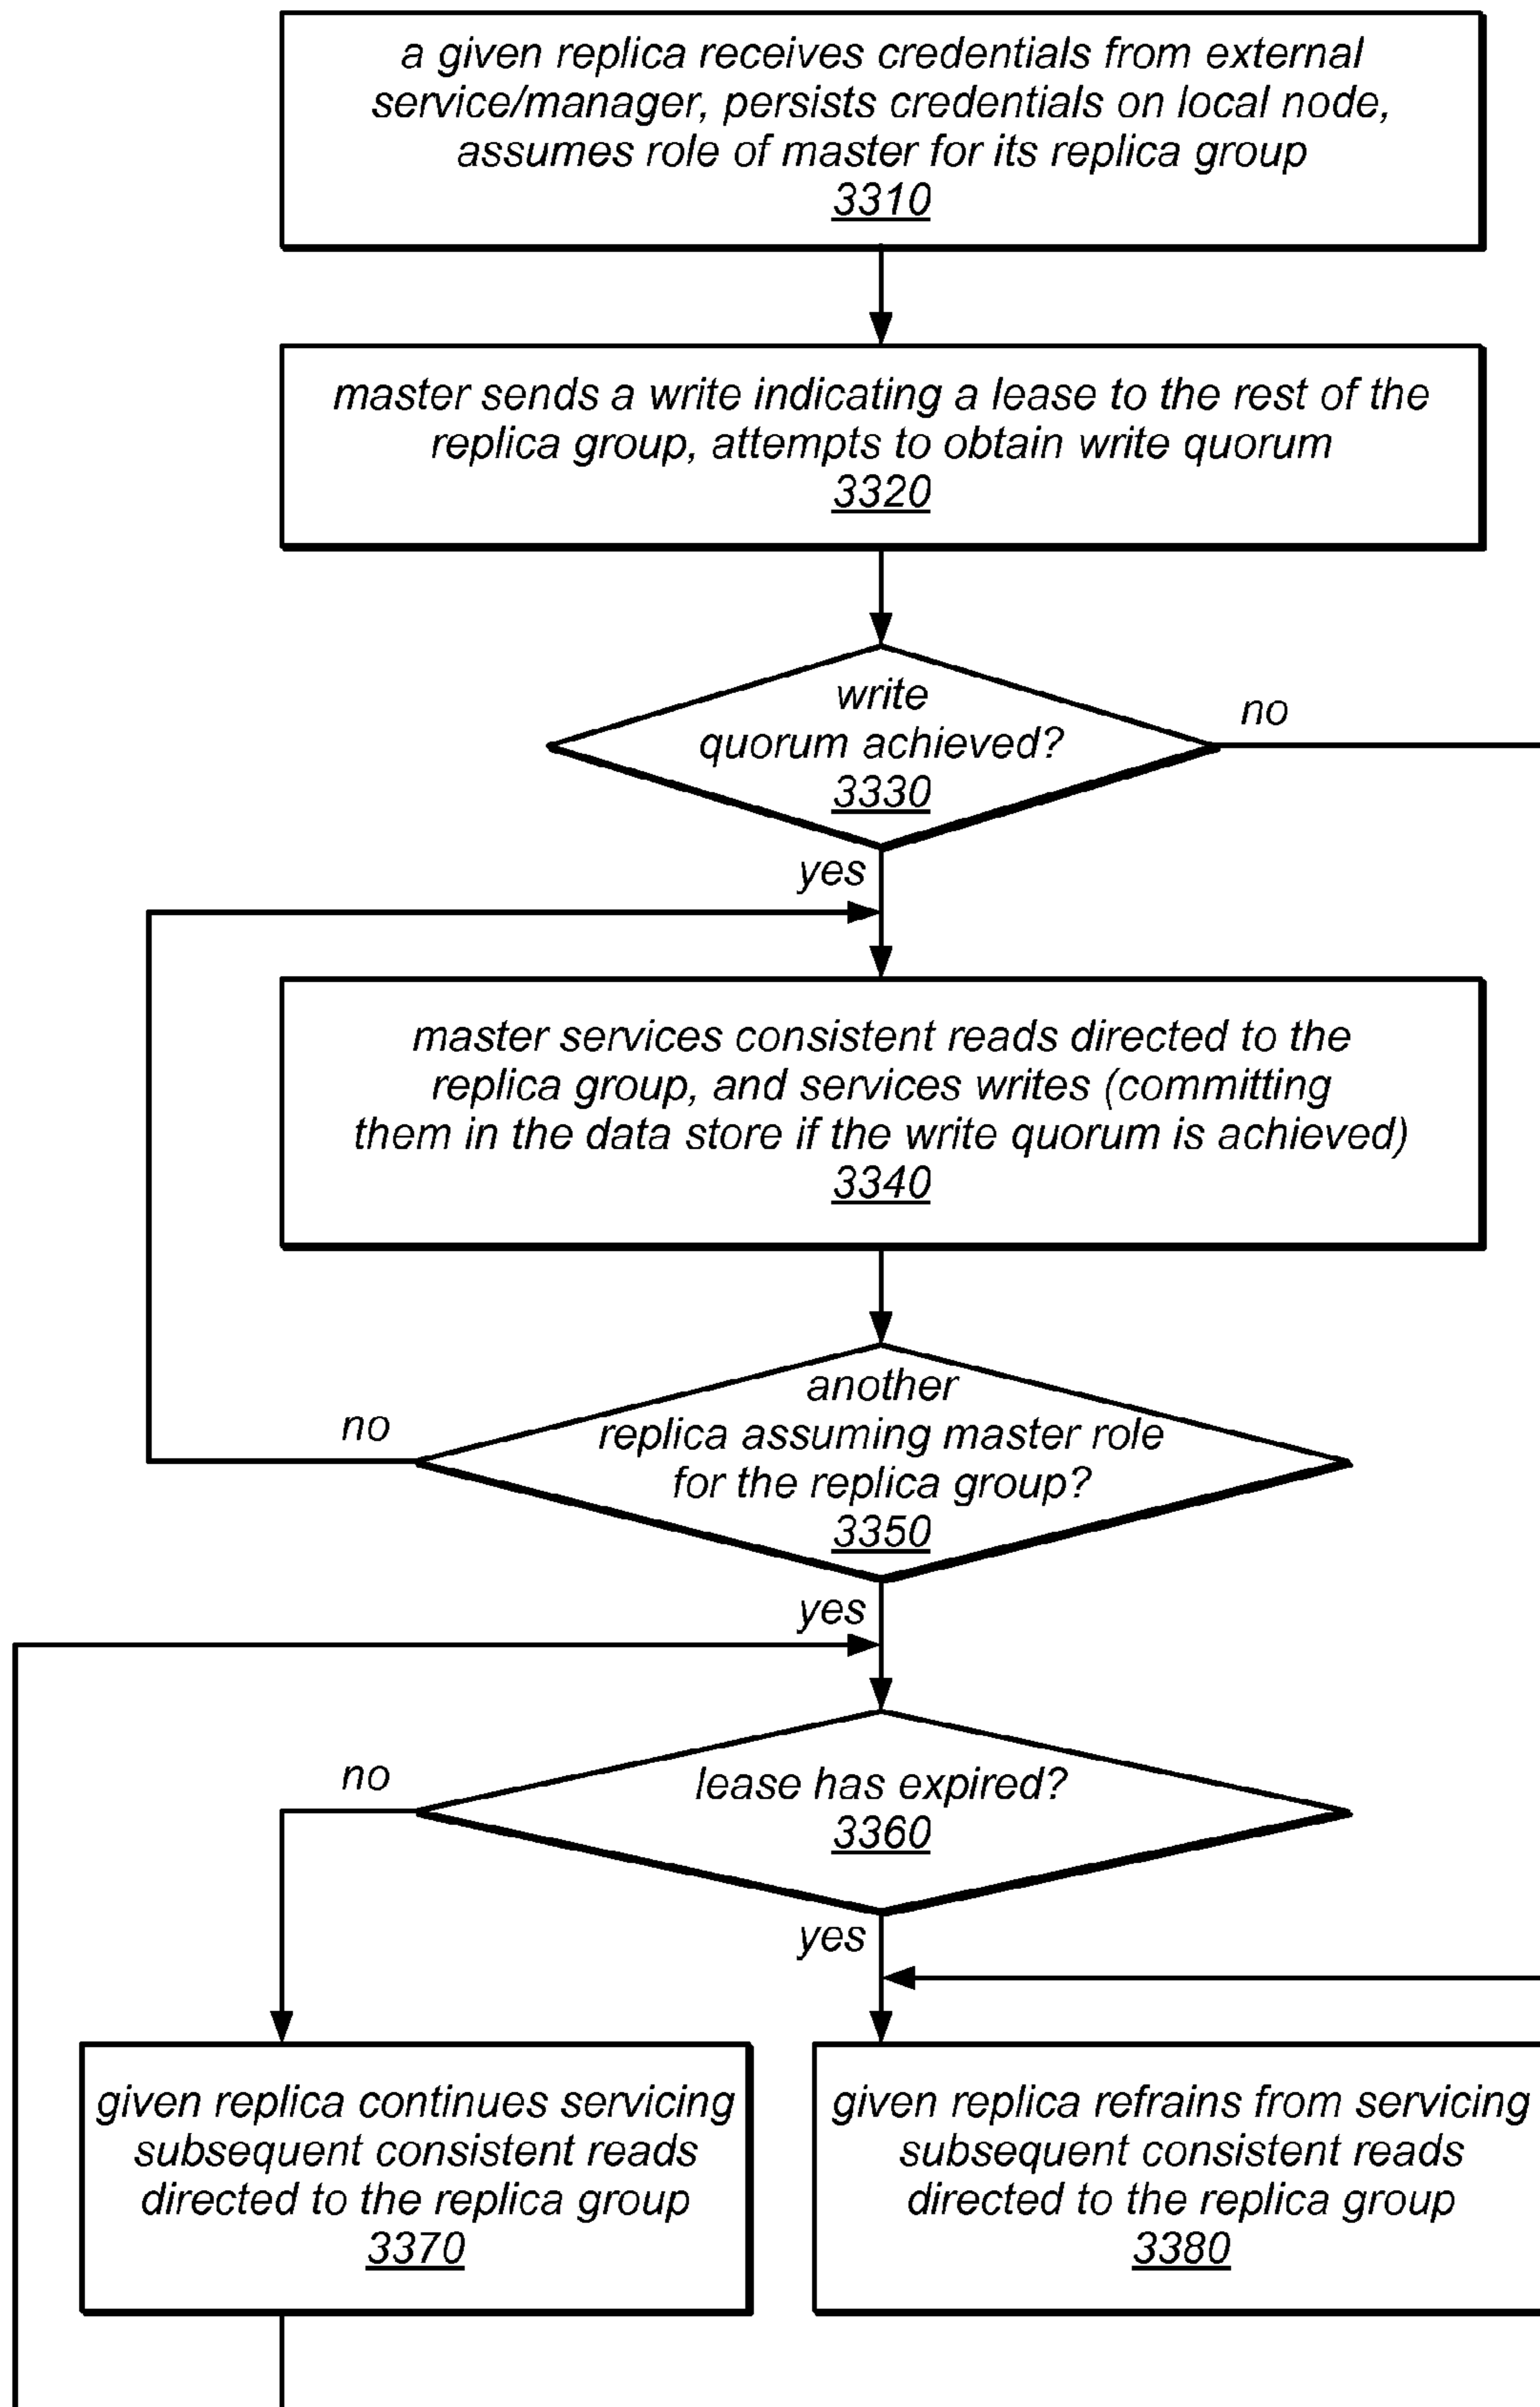 a given replica receives credentials from external
service/manager, persists credentials on local node,
assumes role of master for its replica group
3310
master sends a write indicating a lease to the rest of the
replica group, attempts to obtain write quorum
3320
write
quorum achieved?
3330
no
yes
master services consistent reads directed to the
replica group, and services writes (committing
them in the data store if the write quorum is achieved)
3340
another
replica assuming master role
for the replica group?
3350
no
yes
lease has expired?
3360
no
yes
given replica continues servicing
subsequent consistent reads
directed to the replica group
3370
given replica refrains from servicing
subsequent consistent reads
directed to the replica group
3380